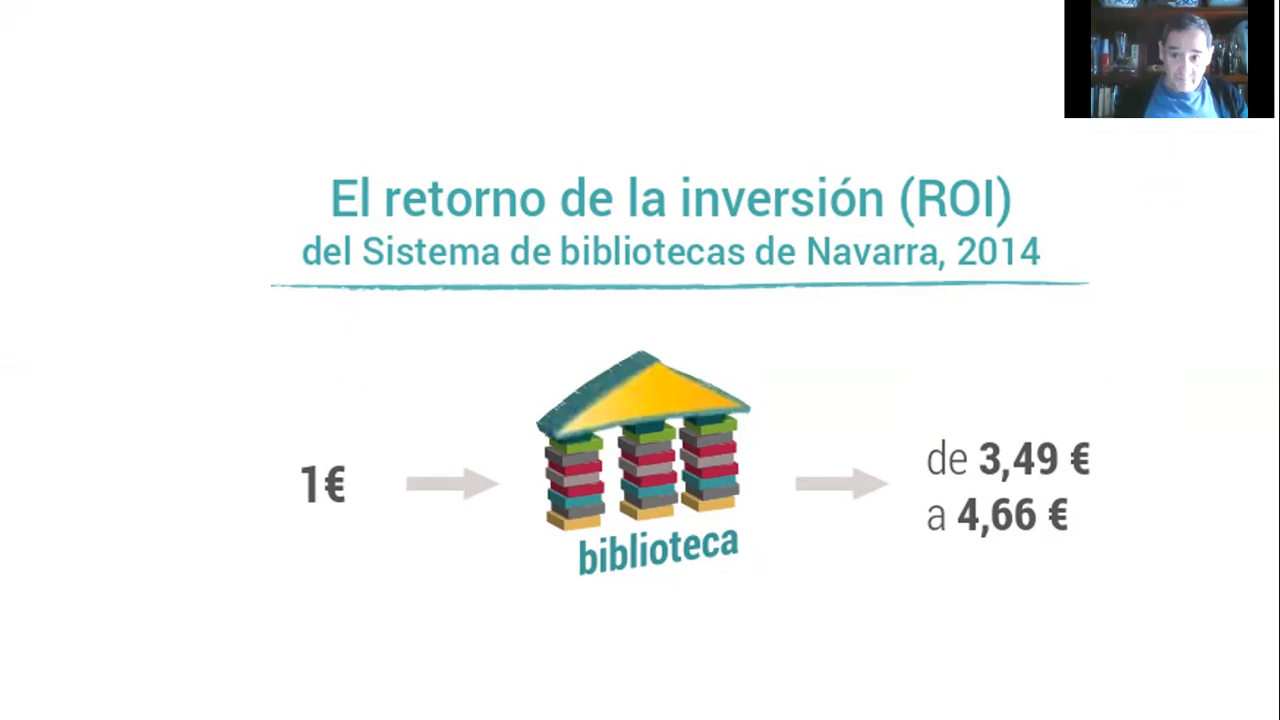 El retorno de la inversión (ROI)
del Sistema de bibliotecas de Navarra, 2014
1€
biblioteca
de 3,49 €
a 4,66 €